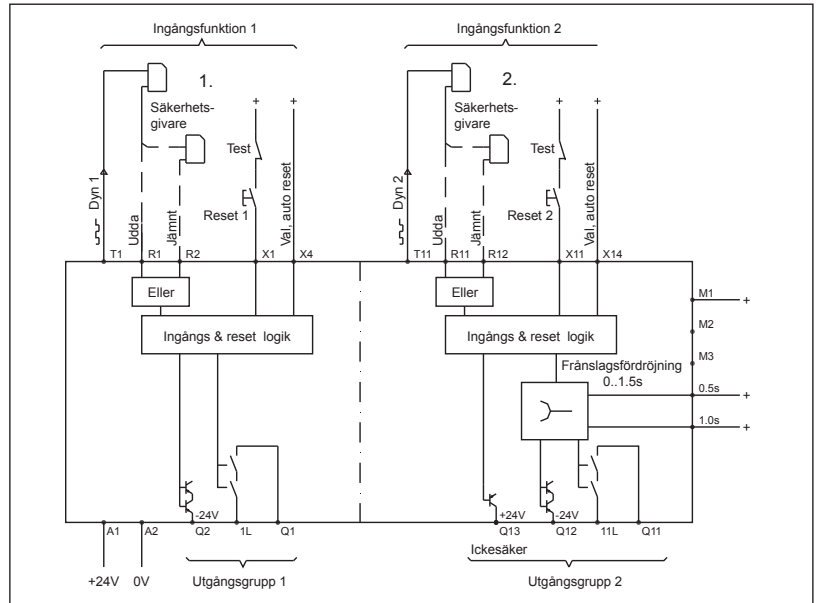 Ingångsfunktion 1
Ingångsfunktion 2
1.
2.
Säkerhets-
givare
Säkerhets-
givare
+
+
+
+
Test
Test
Dyn 1
Udda
Jämnt
Reset 1
Val, auto reset
Dyn 2
Udda
Jämnt
Reset 2
Val, auto reset
T1
R1
R2
X1
X4
T11
R11
R12
X11
X14
Eller
Eller
M1
+
Ingångs & reset logik
Ingångs & reset logik
M2
M3
Frånslagsfördröjning
0..1.5s
0.5s
+
1.0s
+
-24V
+24V
-24V
A1
A2
Q2
1L
Q1
Q13
Q12
11L
Q11
Ickesäker
+24V
0V
Utgångsgrupp 1
Utgångsgrupp 2